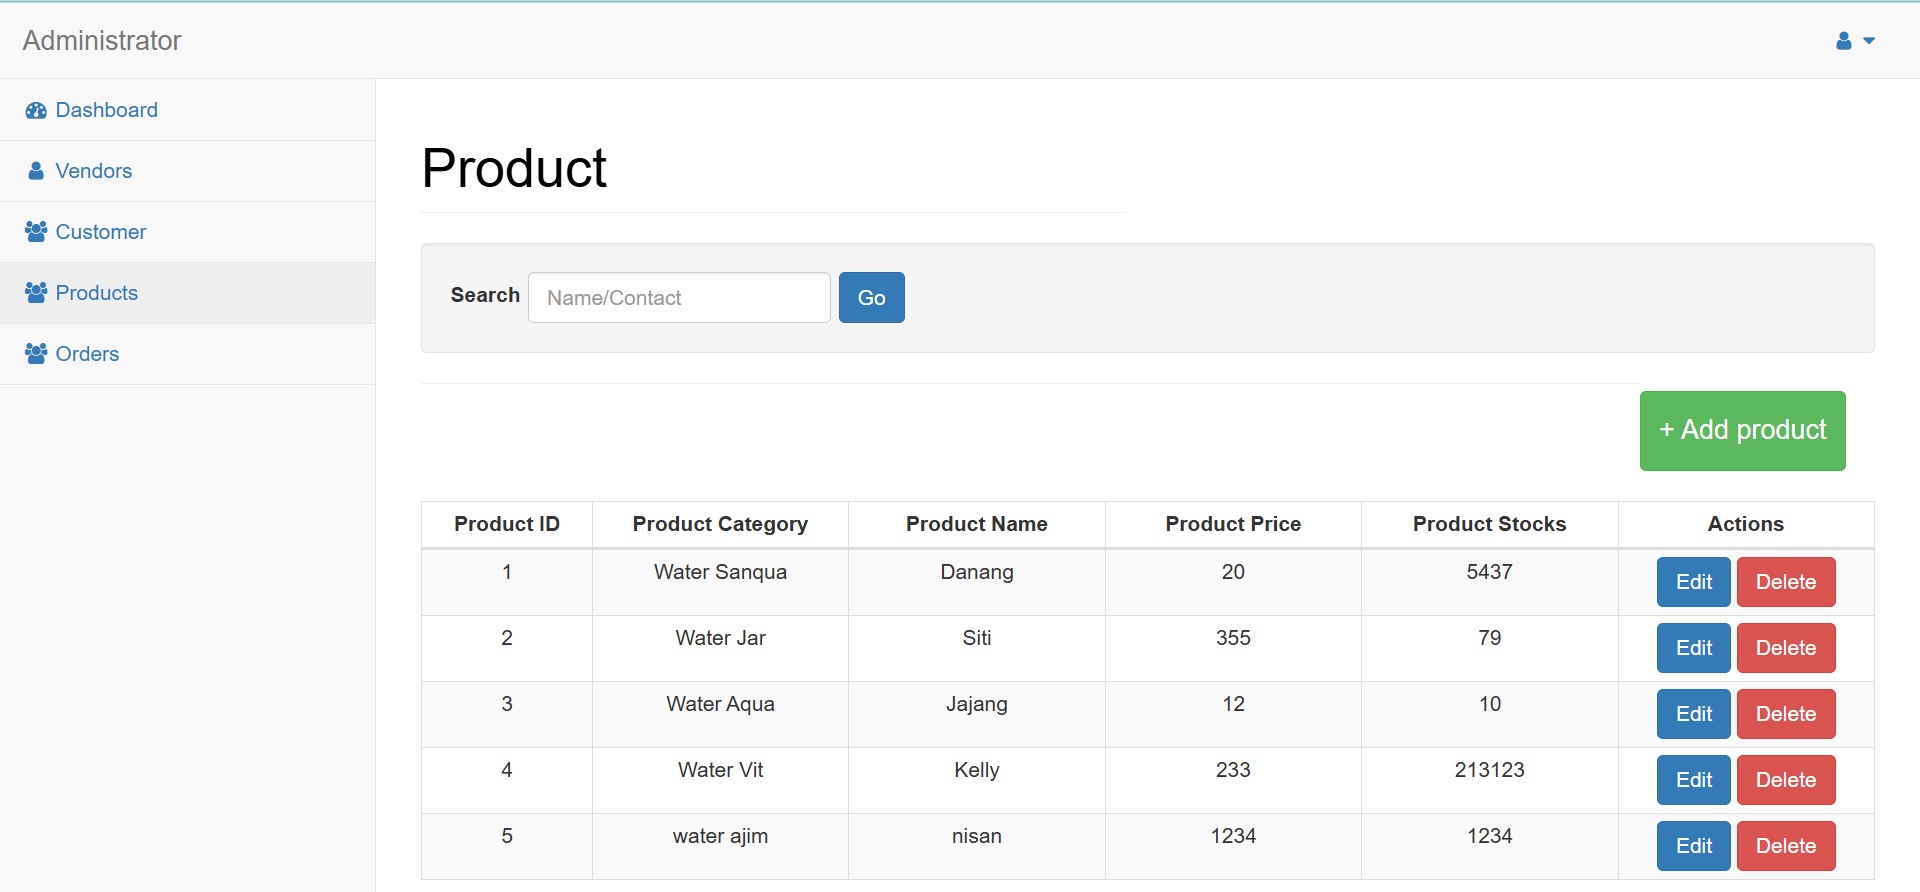 Administrator
Dashboard
Vendors
Customer
Products
Orders
Product
Search Name/Contact Go
+ Add product
Product ID Product Category Product Name Product Price Product Stocks Actions
1 Water Sanqua Danang 20 5437 Edit Delete
2 Water Jar Siti 355 79 Edit Delete
3 Water Aqua Jajang 12 10 Edit Delete
4 Water Vit Kelly 233 213123 Edit Delete
5 water ajim nisan 1234 1234 Edit Delete